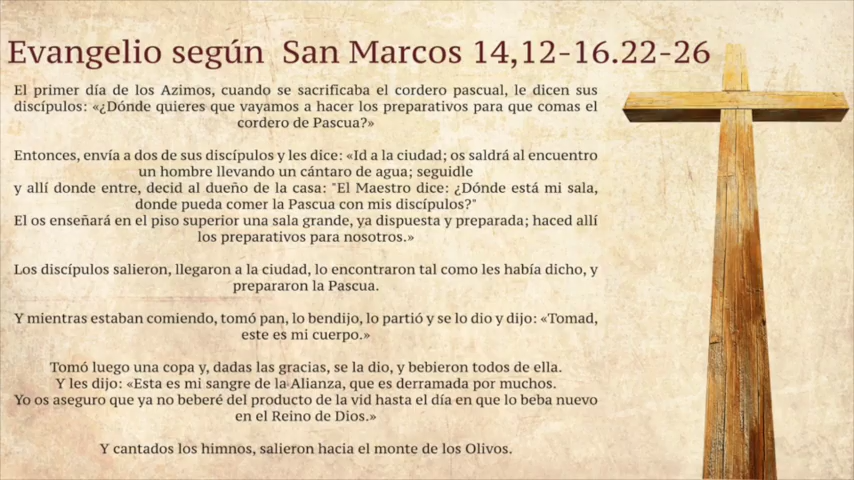 Evangelio según San Marcos 14,12-16.22-26
El primer día de los Azimos, cuando se sacrificaba el cordero pascual, le dicen sus
discípulos: «¿Dónde quieres que vayamos a hacer los preparativos para que comas el
cordero de Pascua?»
Entonces, envía a dos de sus discípulos y les dice: «Id a la ciudad; os saldrá al encuentro
un hombre llevando un cántaro de agua; seguidle
y allí donde entre, decid al dueño de la casa: "El Maestro dice: ¿Dónde está mi sala,
donde pueda comer la Pascua con mis discípulos?"
El os enseñará en el piso superior una sala grande, ya dispuesta y preparada; haced allí
los preparativos para nosotros.»
Los discípulos salieron, llegaron a la ciudad, lo encontraron tal como les había dicho, y
prepararon la Pascua.
Y mientras estaban comiendo, tomó pan, lo bendijo, lo partió y se lo dio y dijo: «Tomad,
este es mi cuerpo.»
Tomó luego una copa y, dadas las gracias, se la dio, y bebieron todos de ella.
Y les dijo: «Esta es mi sangre de la Alianza, que es derramada por muchos.
Yo os aseguro que ya no beberé del producto de la vid hasta el día en que lo beba nuevo
en el Reino de Dios.»
Y cantados los himnos, salieron hacia el monte de los Olivos.